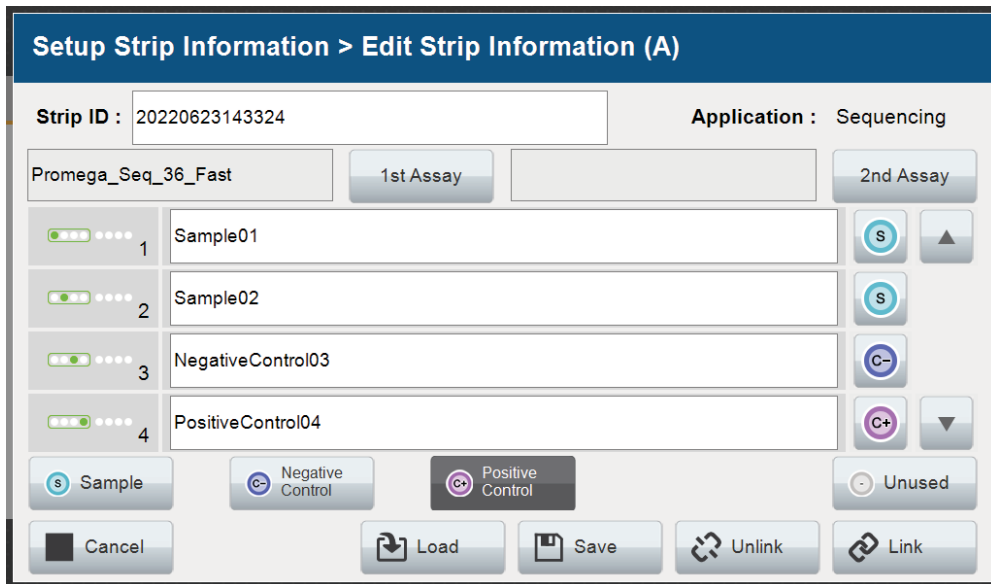 Setup Strip Information > Edit Strip Information (A)
Strip ID : 20220623143324 Application : Sequencing
Promega_Seq_36_Fast 1st Assay 2nd Assay
1 Sample01 S
2 Sample02 S
3 NegativeControl03 C-
4 PositiveControl04 C+
S Sample C- Negative Control C+ Positive Control - Unused
Cancel Load Save Unlink Link